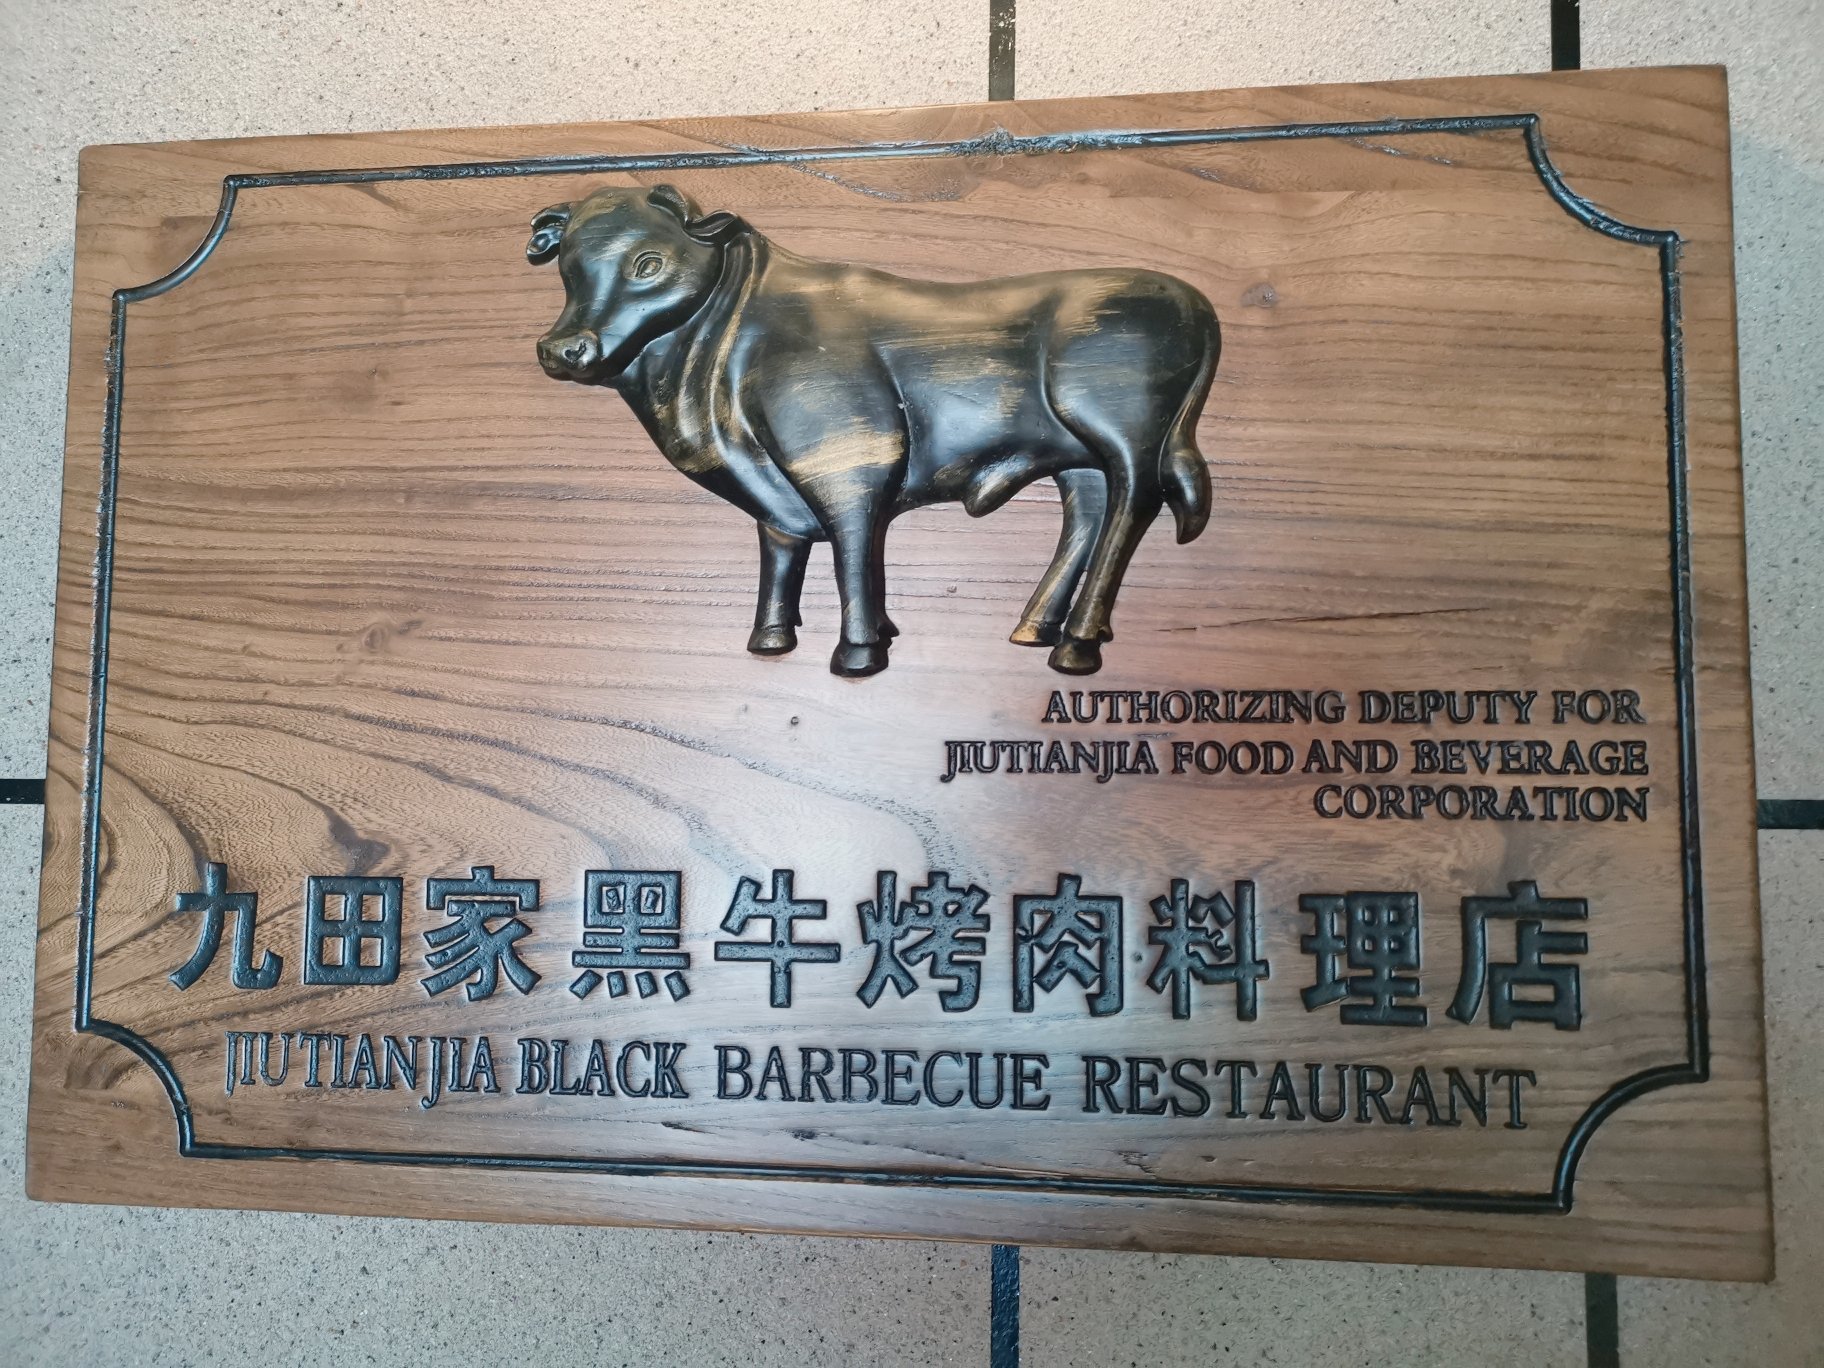 AUTHORIZING DEPUTY FOR
JIUTIANJIA FOOD AND BEVERAGE
CORPORATION
九田家黑牛烤肉料理店
JIUTIANJIA BLACK BARBECUE RESTAURANT